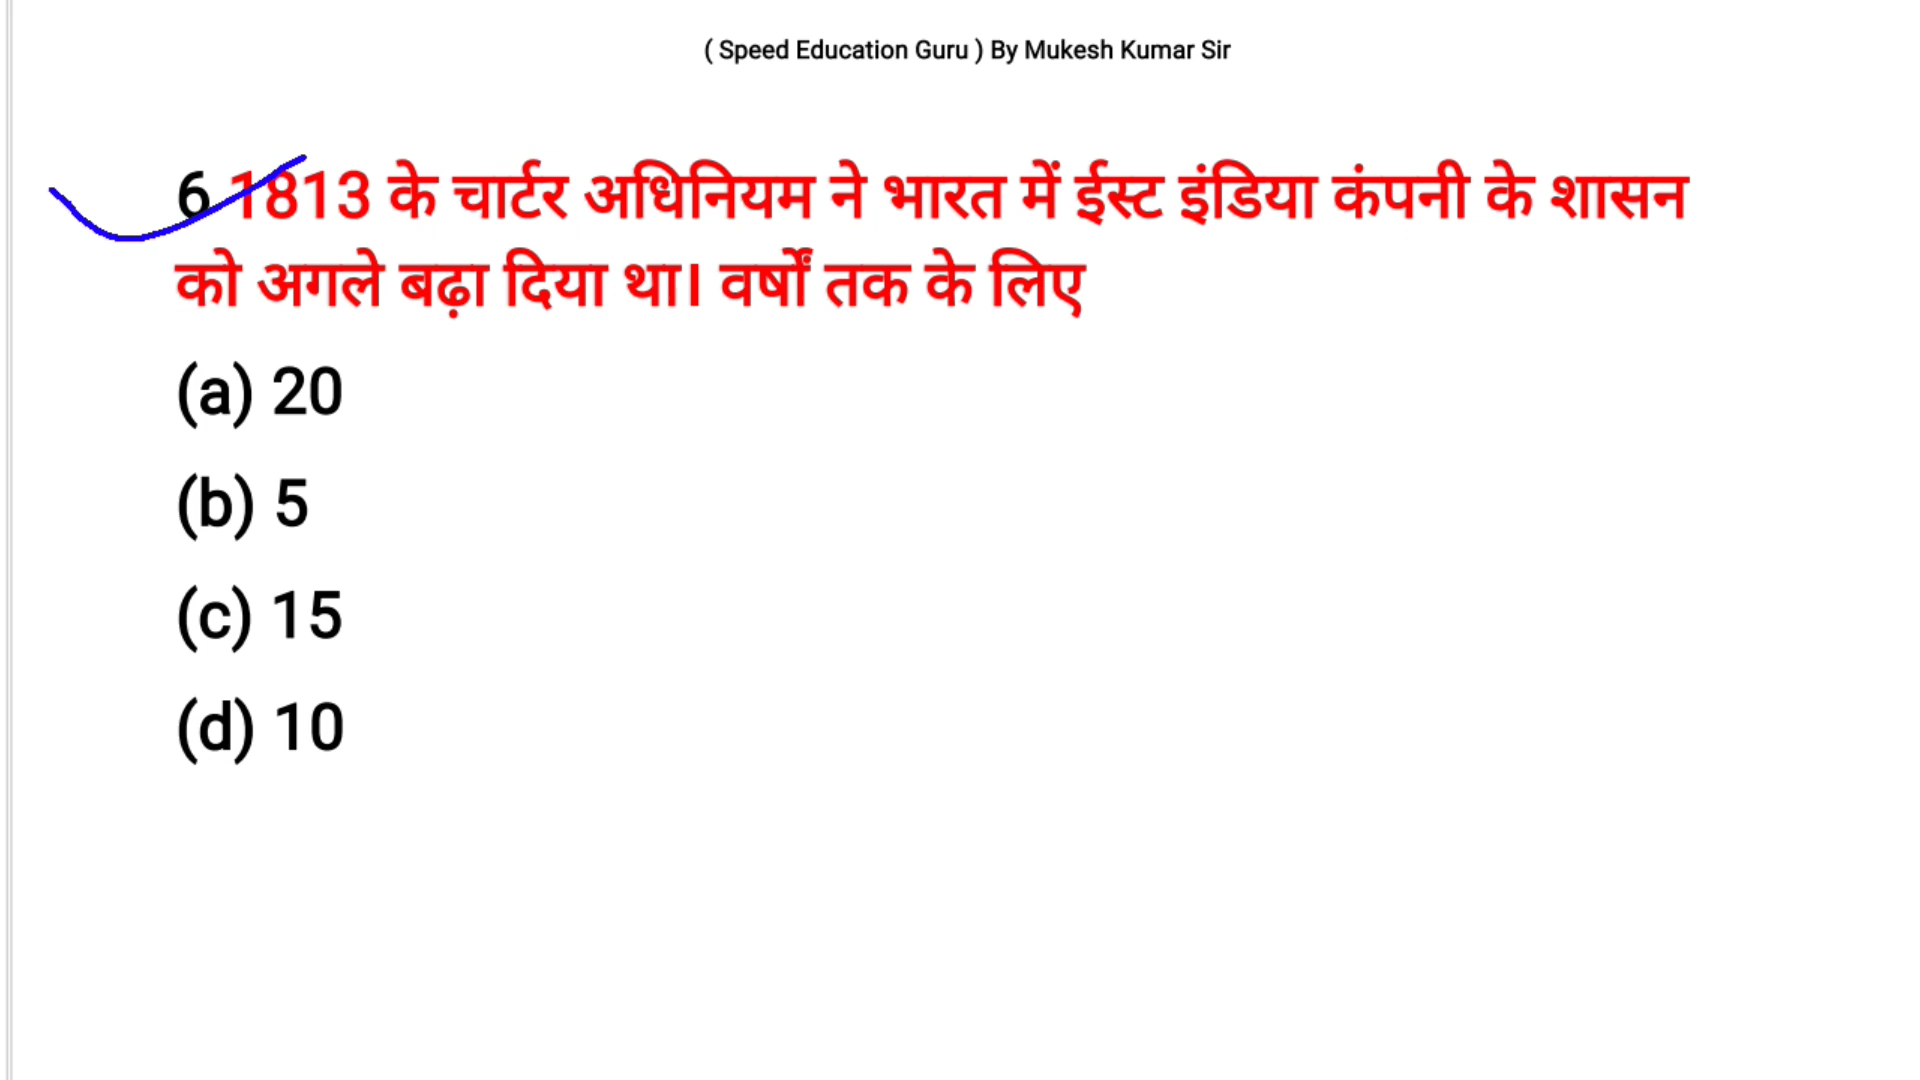 ( Speed Education Guru ) By Mukesh Kumar Sir
6 1813 के चार्टर अधिनियम ने भारत में ईस्ट इंडिया कंपनी के शासन
को अगले बढ़ा दिया था। वर्षों तक के लिए
(a) 20
(b) 5
(c) 15
(d) 10